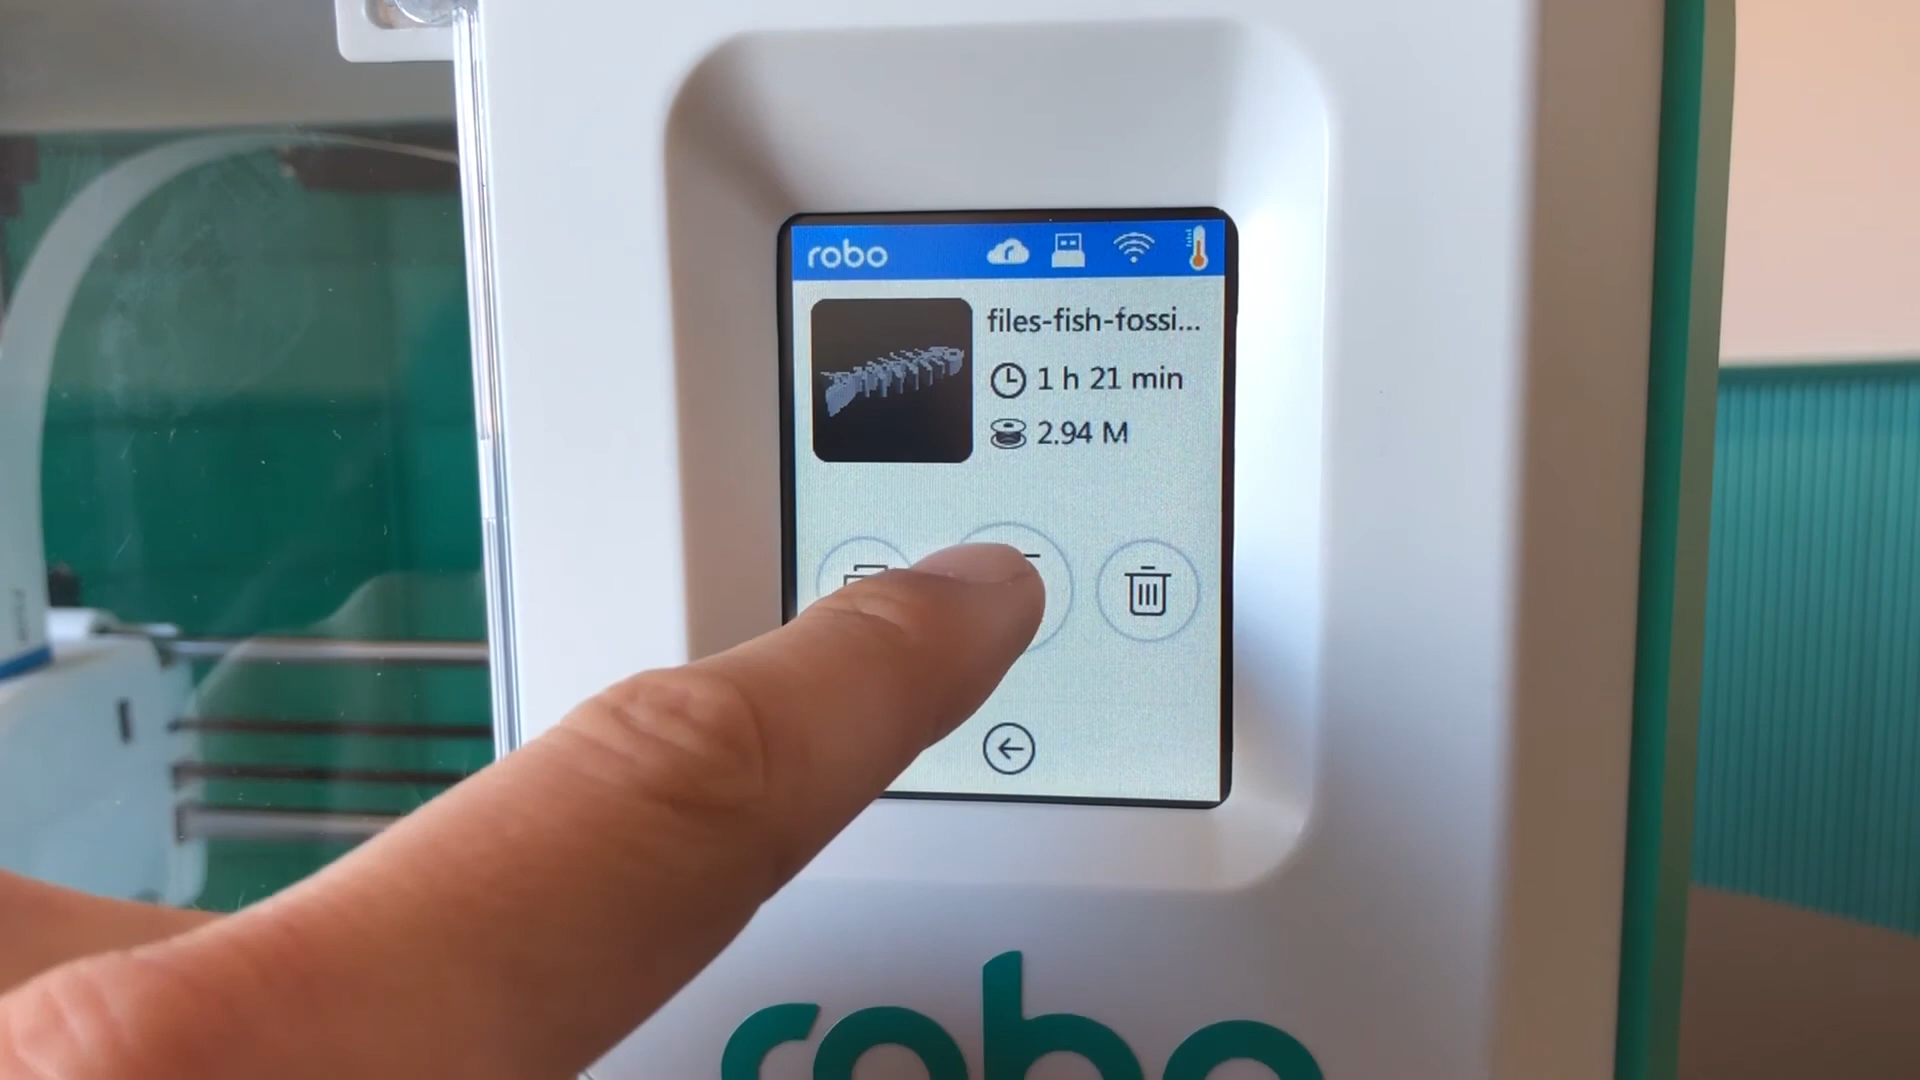 robo
files-fish-fossi...
1 h 21 min
2.94 M
robo